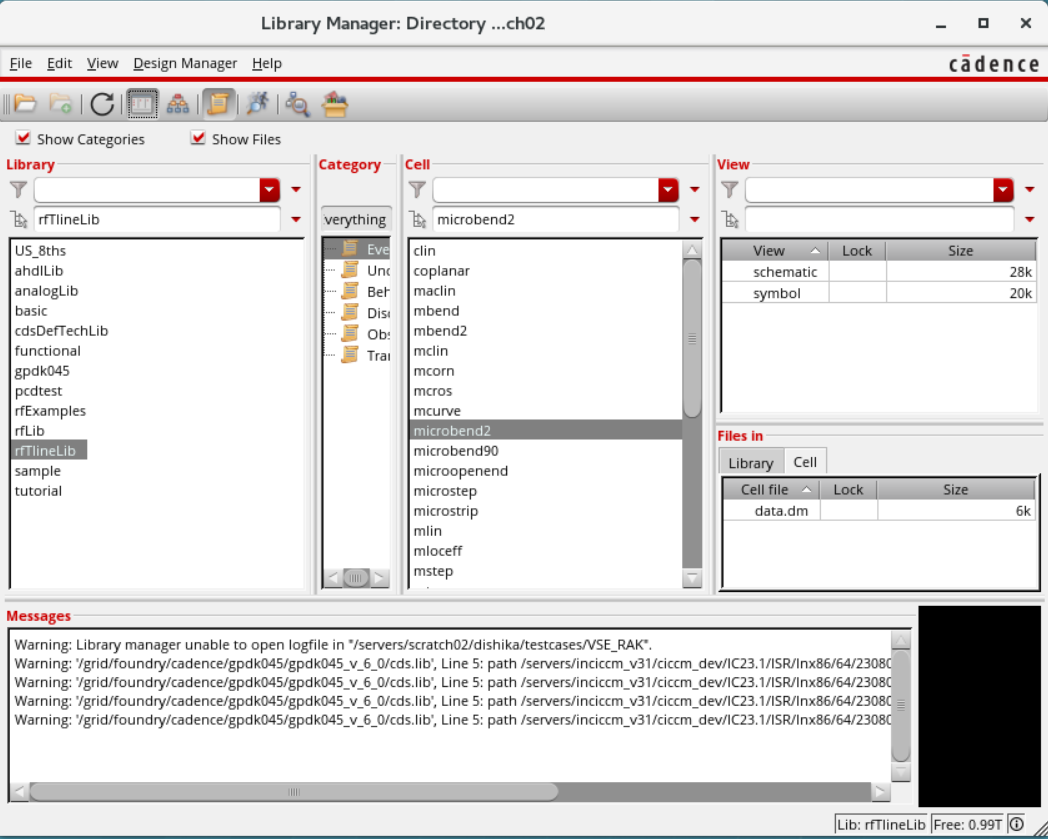 Library Manager: Directory ...ch02
File Edit View Design Manager Help
cādence
Show Categories Show Files
Library
rfTlineLib
US_8ths
ahdlLib
analogLib
basic
cdsDefTechLib
functional
gpdk045
pcdtest
rfExamples
rfLib
rfTlineLib
sample
tutorial
Category
verything
Eve
Unc
Beh
Disc
Obs
Tra
Cell
microbend2
clin
coplanar
maclin
mbend
mbend2
mclin
mcorn
mcros
mcurve
microbend2
microbend90
microopenend
microstep
microstrip
mlin
mloceff
mstep
View
View Lock Size
schematic 28k
symbol 20k
Files in
Library Cell
Cell file Lock Size
data.dm 6k
Messages
Warning: Library manager unable to open logfile in "/servers/scratch02/dishika/testcases/VSE_RAK".
Warning: '/grid/foundry/cadence/gpdk045/gpdk045_v_6_0/cds.lib', Line 5: path /servers/inciccm_v31/ciccm_dev/IC23.1/ISR/lnx86/64/23080
Warning: '/grid/foundry/cadence/gpdk045/gpdk045_v_6_0/cds.lib', Line 5: path /servers/inciccm_v31/ciccm_dev/IC23.1/ISR/lnx86/64/23080
Warning: '/grid/foundry/cadence/gpdk045/gpdk045_v_6_0/cds.lib', Line 5: path /servers/inciccm_v31/ciccm_dev/IC23.1/ISR/lnx86/64/23080
Warning: '/grid/foundry/cadence/gpdk045/gpdk045_v_6_0/cds.lib', Line 5: path /servers/inciccm_v31/ciccm_dev/IC23.1/ISR/lnx86/64/23080
Lib: rfTlineLib Free: 0.99T